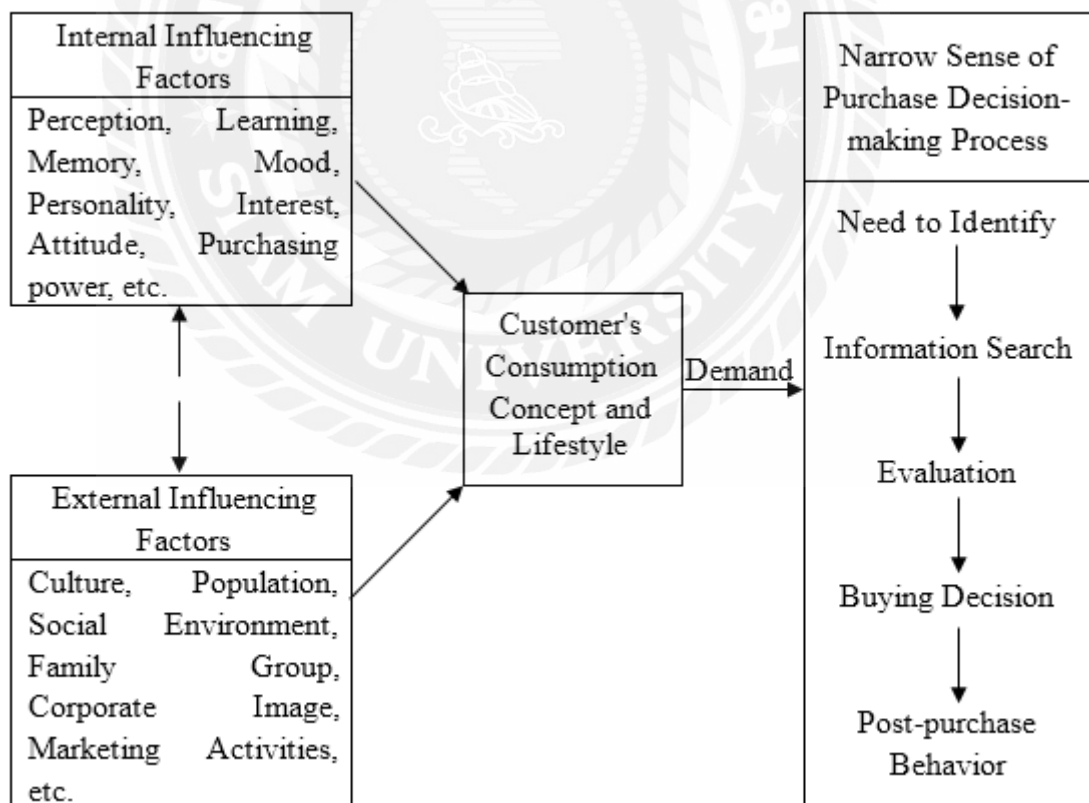 Internal Influencing
Factors
Perception, Learning,
Memory, Mood,
Personality, Interest,
Attitude, Purchasing
power, etc.
External Influencing
Factors
Culture, Population,
Social Environment,
Family Group,
Corporate Image,
Marketing Activities,
etc.
Customer's
Consumption
Concept and
Lifestyle
Demand
Narrow Sense of
Purchase Decision-
making Process
Need to Identify
Information Search
Evaluation
Buying Decision
Post-purchase
Behavior
SIAM UNIVERSITY